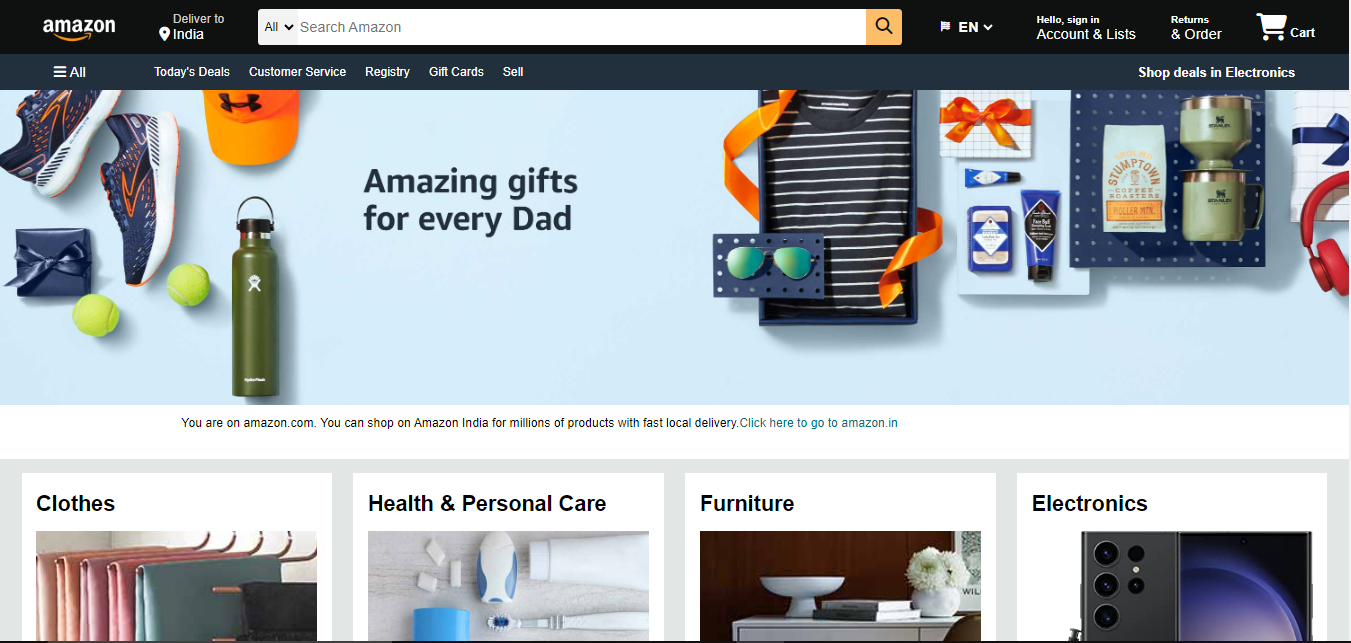 amazon
Deliver to
India
All
Search Amazon
EN
Hello, sign in
Account & Lists
Returns
& Order
Cart
All
Today's Deals
Customer Service
Registry
Gift Cards
Sell
Shop deals in Electronics
Amazing gifts
for every Dad
HydroFlask
STUMPTOWN
COFFEE
ROASTERS
STANLEY
STANLEY
You are on amazon.com. You can shop on Amazon India for millions of products with fast local delivery.Click here to go to amazon.in
Clothes
Health & Personal Care
Furniture
Electronics